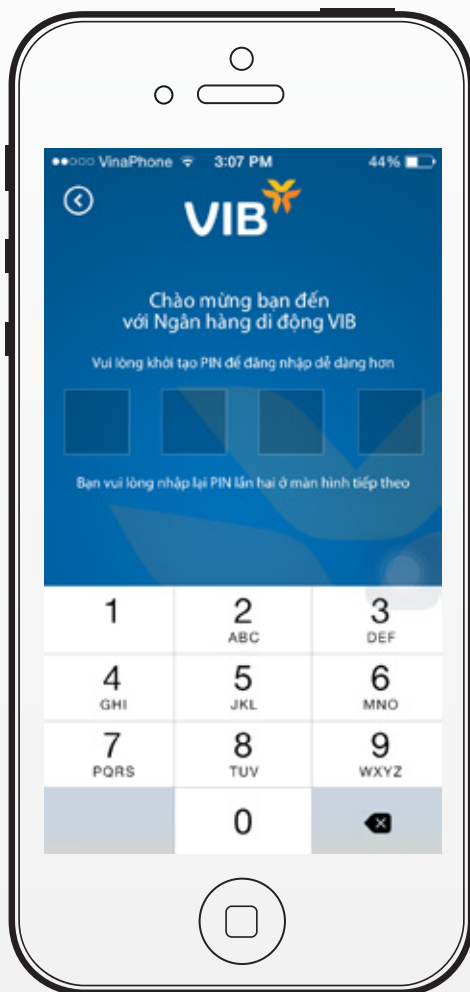 VinaPhone 3:07 PM 44%
VIB
Chào mừng bạn đến
với Ngân hàng di động VIB
Vui lòng khởi tạo PIN để đăng nhập dễ dàng hơn
Bạn vui lòng nhập lại PIN lần hai ở màn hình tiếp theo
1 2 3
ABC DEF
4 5 6
GHI JKL MNO
7 8 9
PQRS TUV WXYZ
0